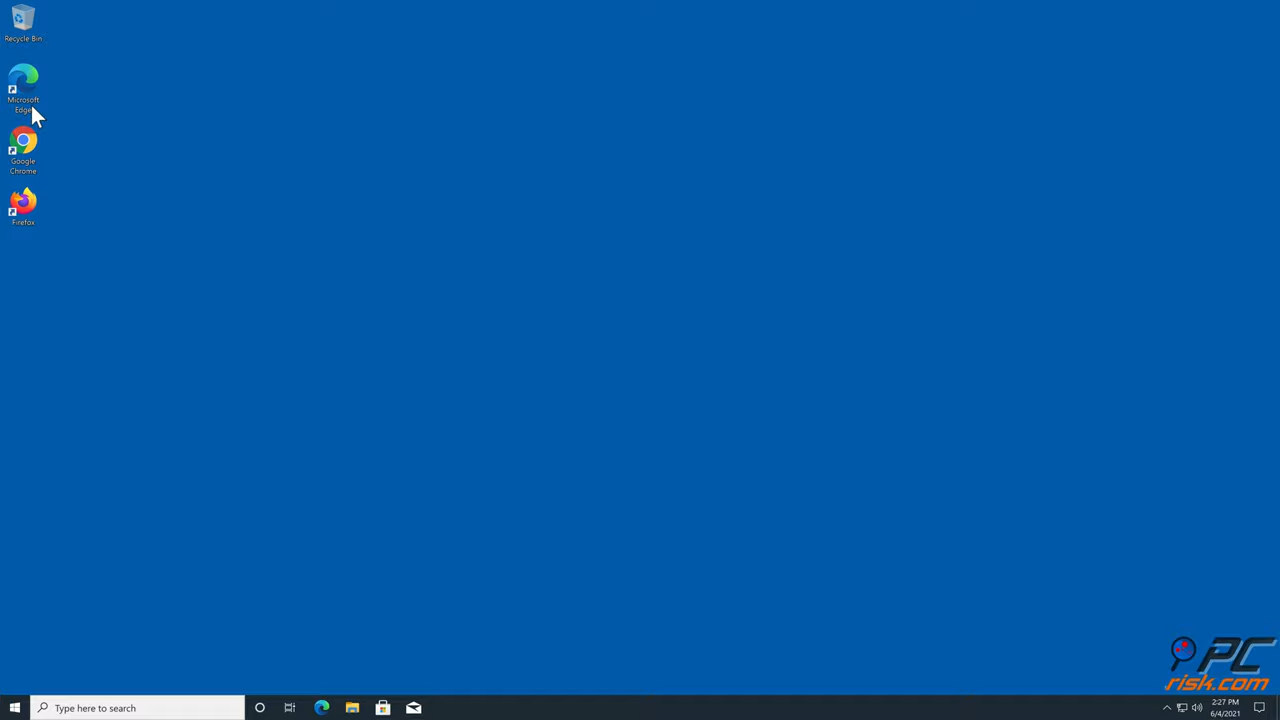 Recycle Bin
Microsoft
Edge
Google
Chrome
Firefox
PC
risk.com
Type here to search
2:27 PM
6/4/2021